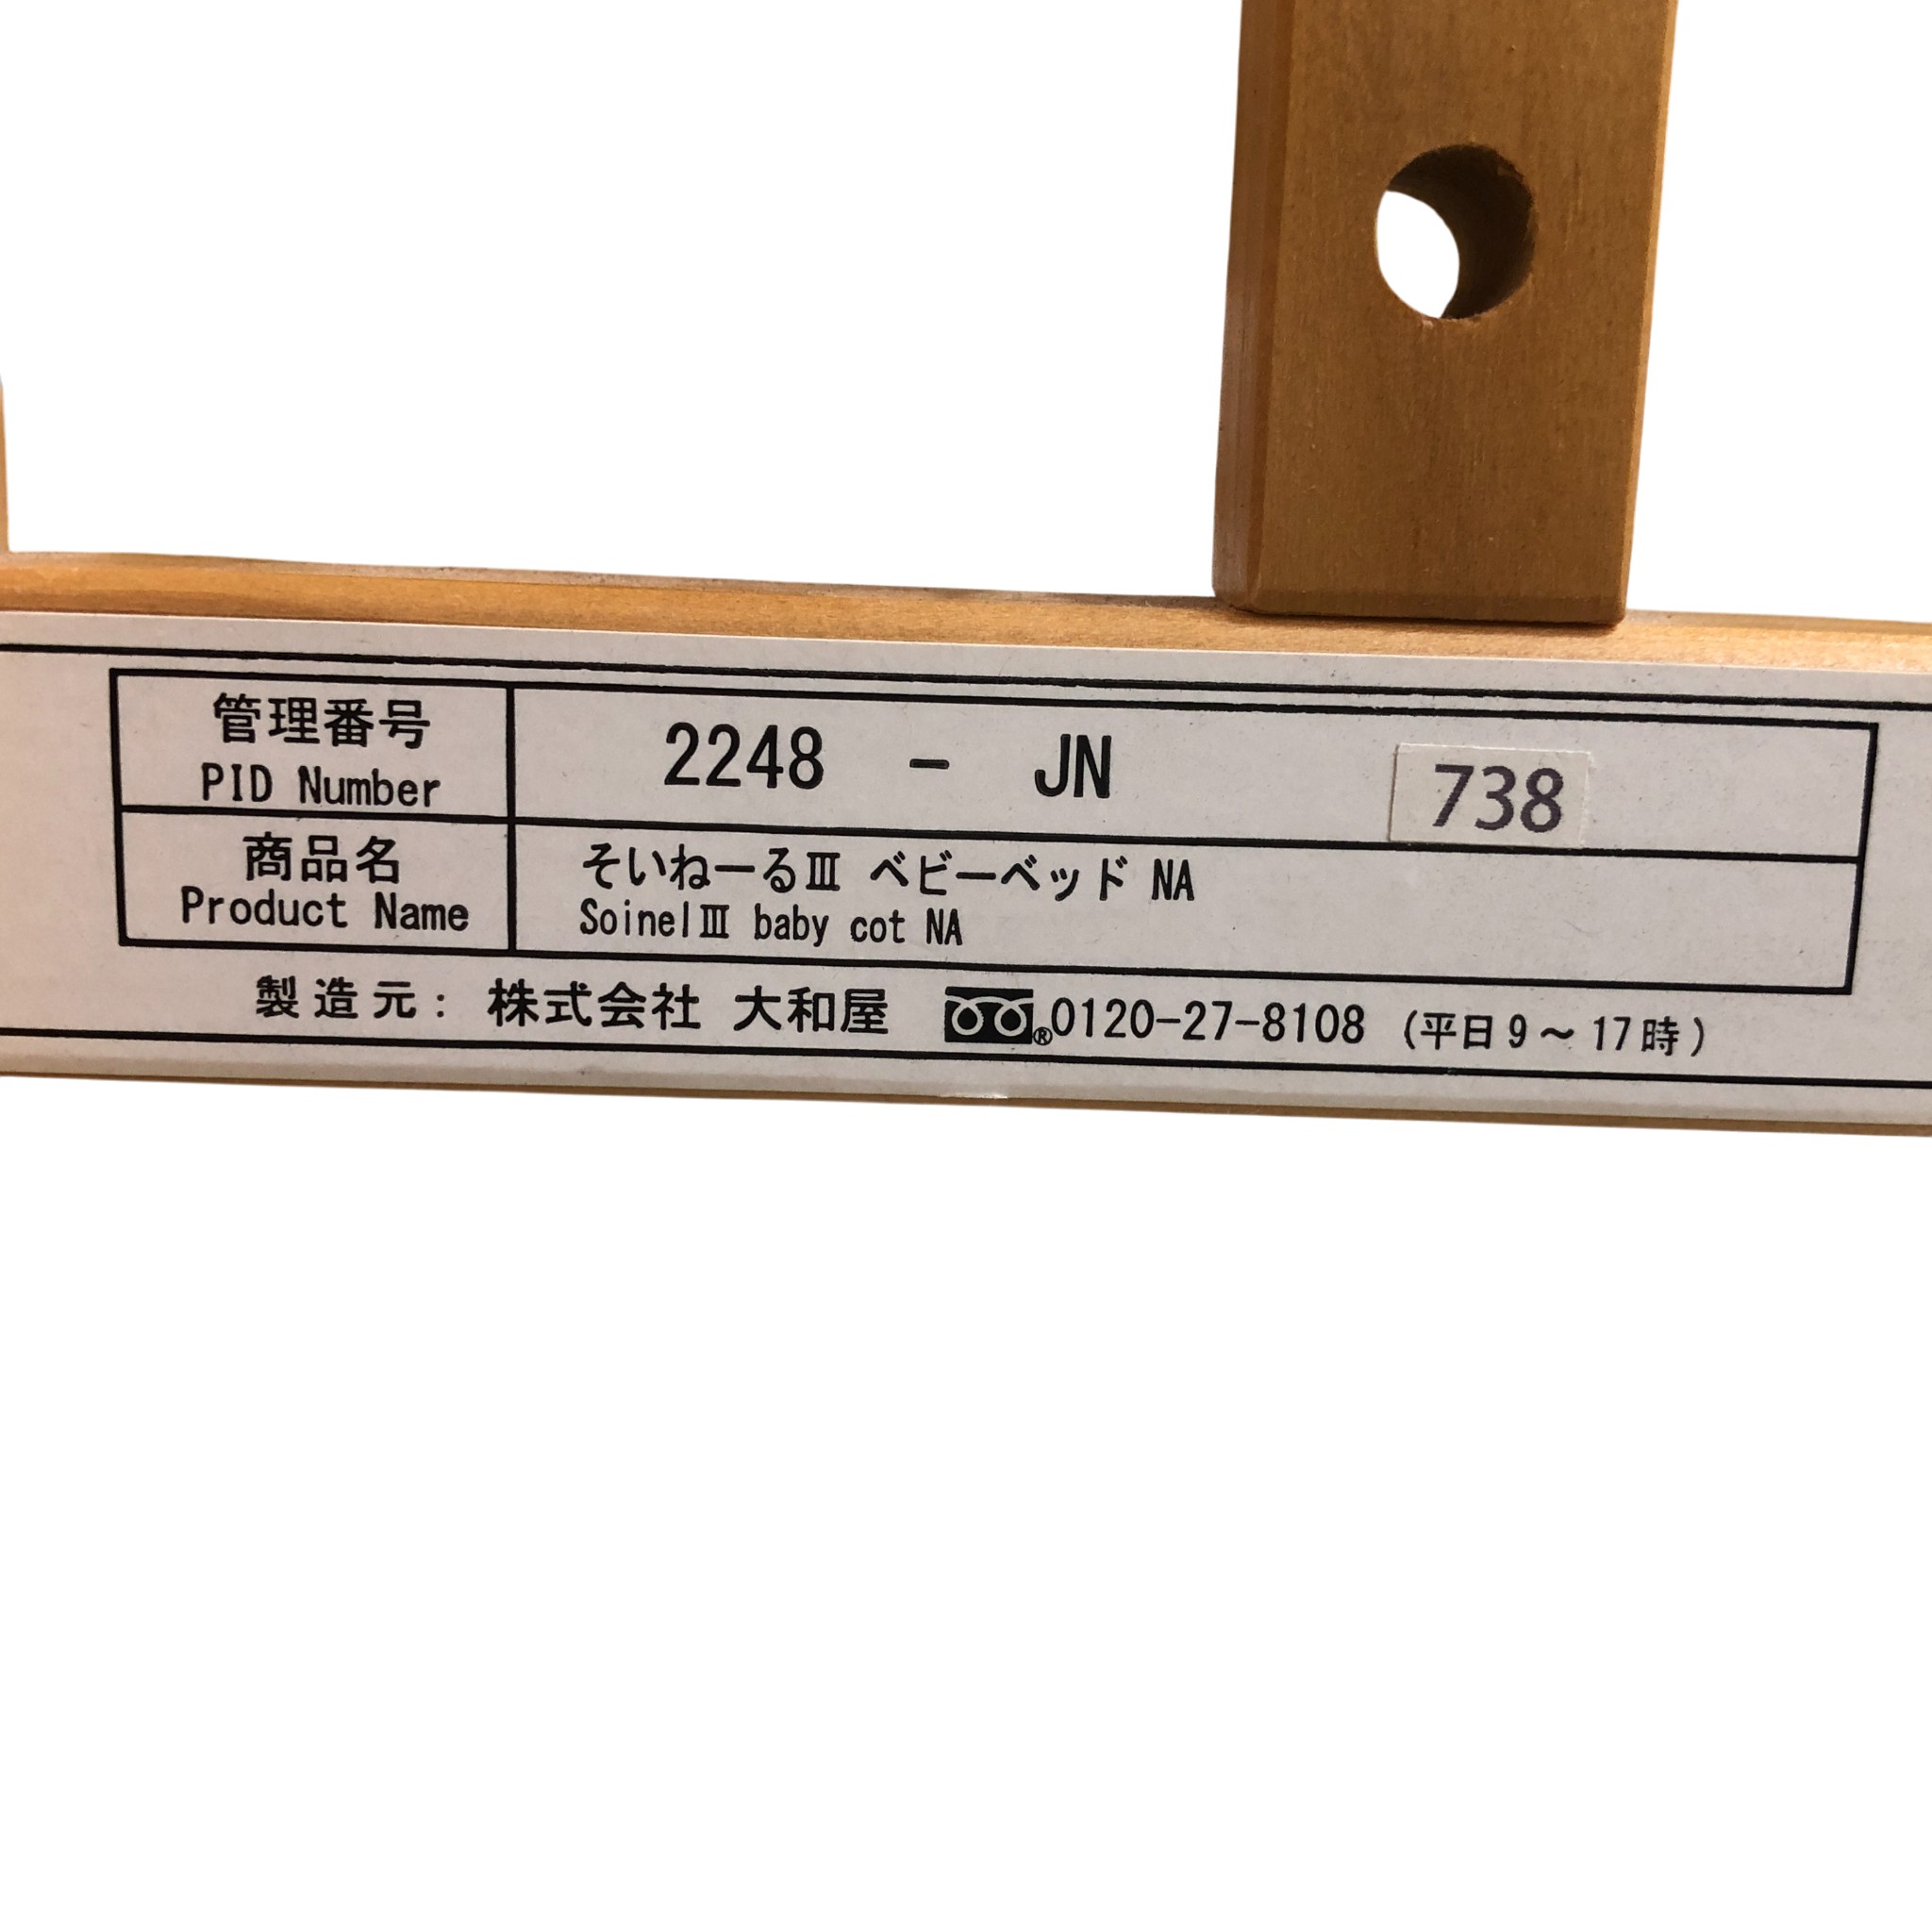 管理番号
PID Number
2248 - JN 738
商品名
Product Name
そいねーるⅢ ベビーベッド NA
SoinelⅢ baby cot NA
製造元: 株式会社 大和屋 ®0120-27-8108 (平日9～17時)